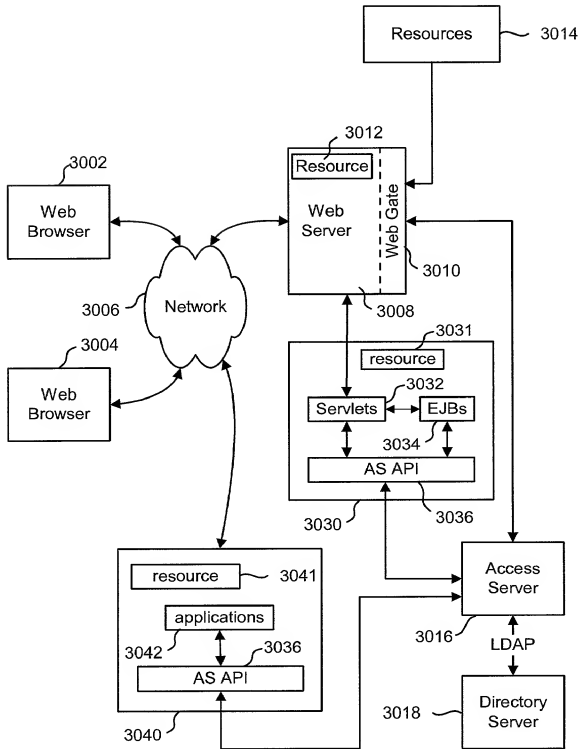 Resources
3014
3012
Resource
3002
Web
Browser
Web
Server
Web Gate
3010
3006
Network
3008
3004
Web
Browser
3031
resource
3032
Servlets
EJBs
3034
AS API
3030
3036
resource
3041
applications
3042
3036
AS API
3040
Access
Server
3016
LDAP
Directory
Server
3018